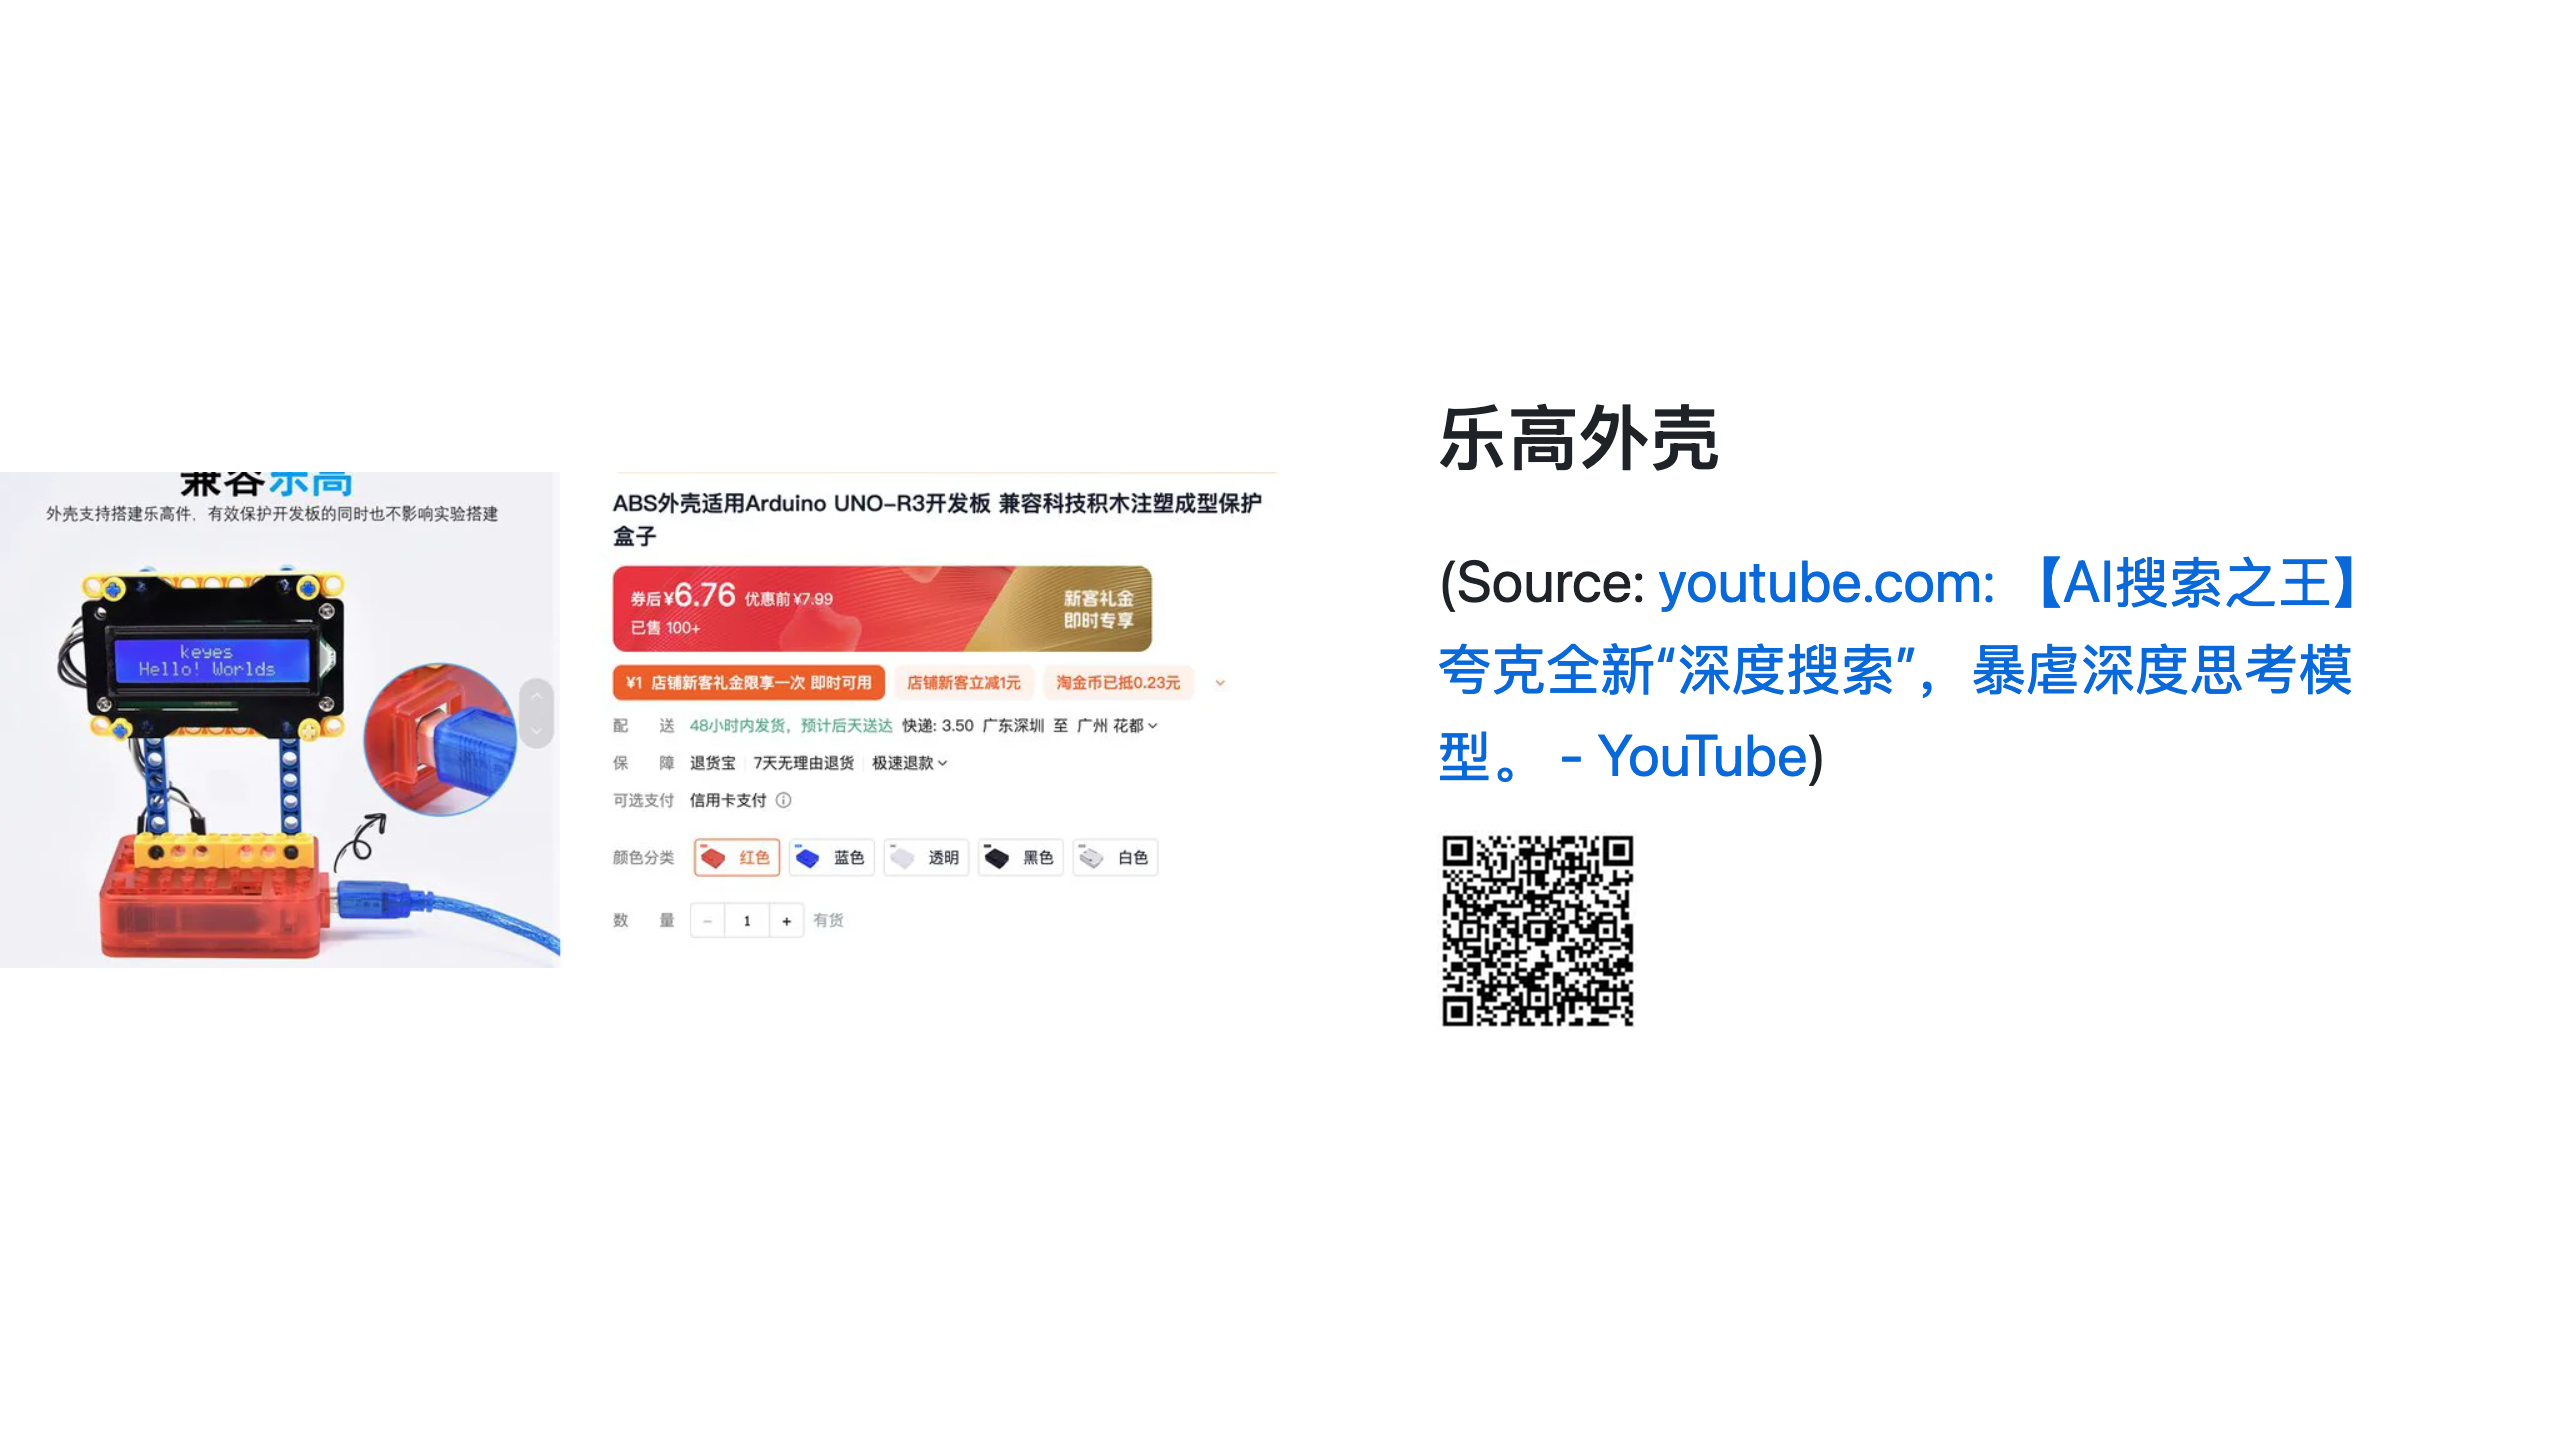 兼容乐高
外壳支持搭建乐高件，有效保护开发板的同时也不影响实验搭建
keyes
Hello! Worlds
ABS外壳适用Arduino UNO-R3开发板 兼容科技积木注塑成型保护
盒子
券后¥6.76 优惠前 ¥7.99
已售 100+
新客礼金
即时专享
¥1 店铺新客礼金限享一次 即时可用 店铺新客立减1元 淘金币已抵0.23元
配送 48小时内发货，预计后天送达 快递: 3.50 广东深圳 至 广州 花都
保障 退货宝 7天无理由退货 极速退款
可选支付 信用卡支付
颜色分类 红色 蓝色 透明 黑色 白色
数量 − 1 + 有货
乐高外壳
(Source: youtube.com: 【AI搜索之王】
夸克全新“深度搜索”，暴虐深度思考模
型。 - YouTube)